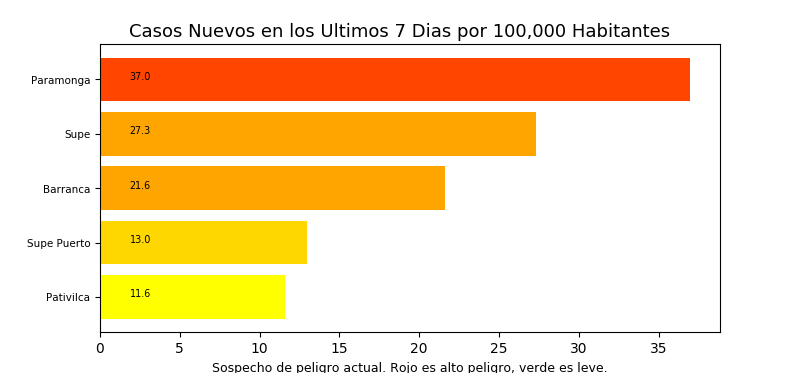 Casos Nuevos en los Ultimos 7 Dias por 100,000 Habitantes
Paramonga 37.0
Supe 27.3
Barranca 21.6
Supe Puerto 13.0
Pativilca 11.6
0 5 10 15 20 25 30 35
Sospecho de peligro actual. Rojo es alto peligro, verde es leve.